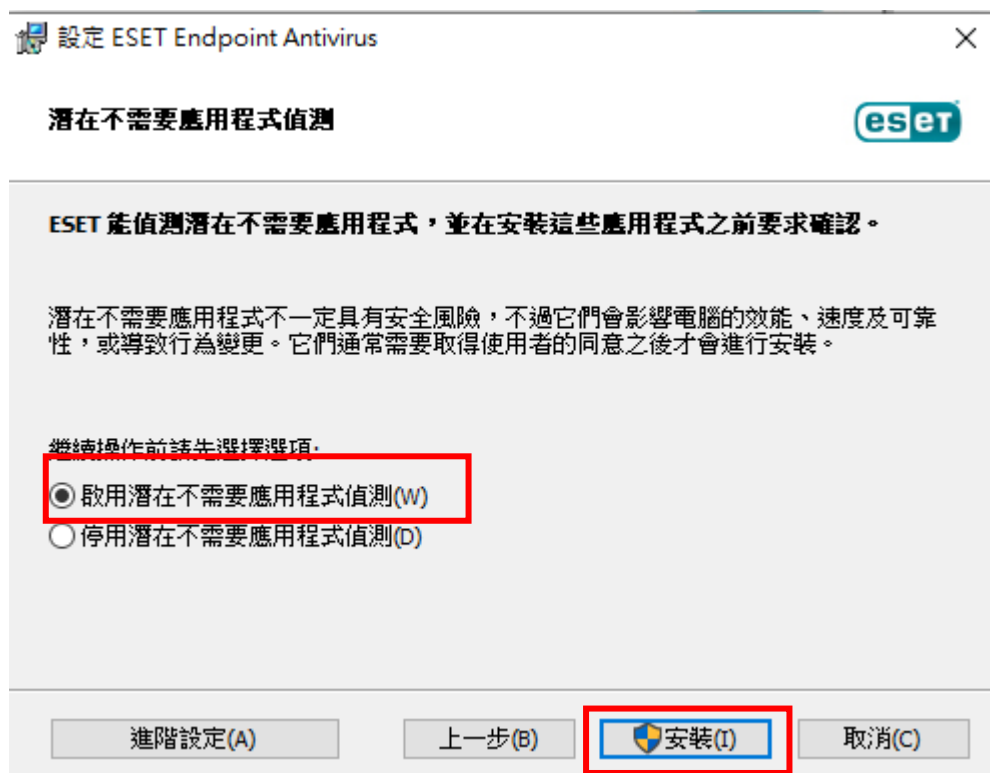 設定 ESET Endpoint Antivirus
潛在不需要應用程式偵測
eseT
ESET 能偵測潛在不需要應用程式，並在安裝這些應用程式之前要求確認。
潛在不需要應用程式不一定具有安全風險，不過它們會影響電腦的效能、速度及可靠
性，或導致行為變更。它們通常需要取得使用者的同意之後才會進行安裝。
繼續操作前請先選擇選項:
啟用潛在不需要應用程式偵測(W)
停用潛在不需要應用程式偵測(D)
進階設定(A)
上一步(B)
安裝(I)
取消(C)